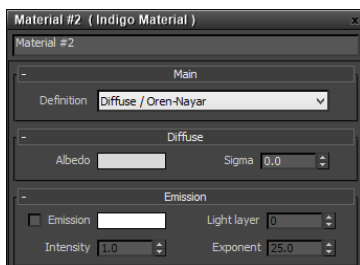 Material #2 ( Indigo Material ) x
Material #2
- Main
Definition Diffuse / Oren-Nayar
- Diffuse
Albedo Sigma 0.0
- Emission
Emission Light layer 0
Intensity 1.0 Exponent 25.0